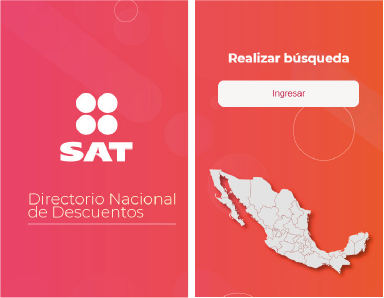 SAT
Directorio Nacional
de Descuentos
Realizar búsqueda
Ingresar